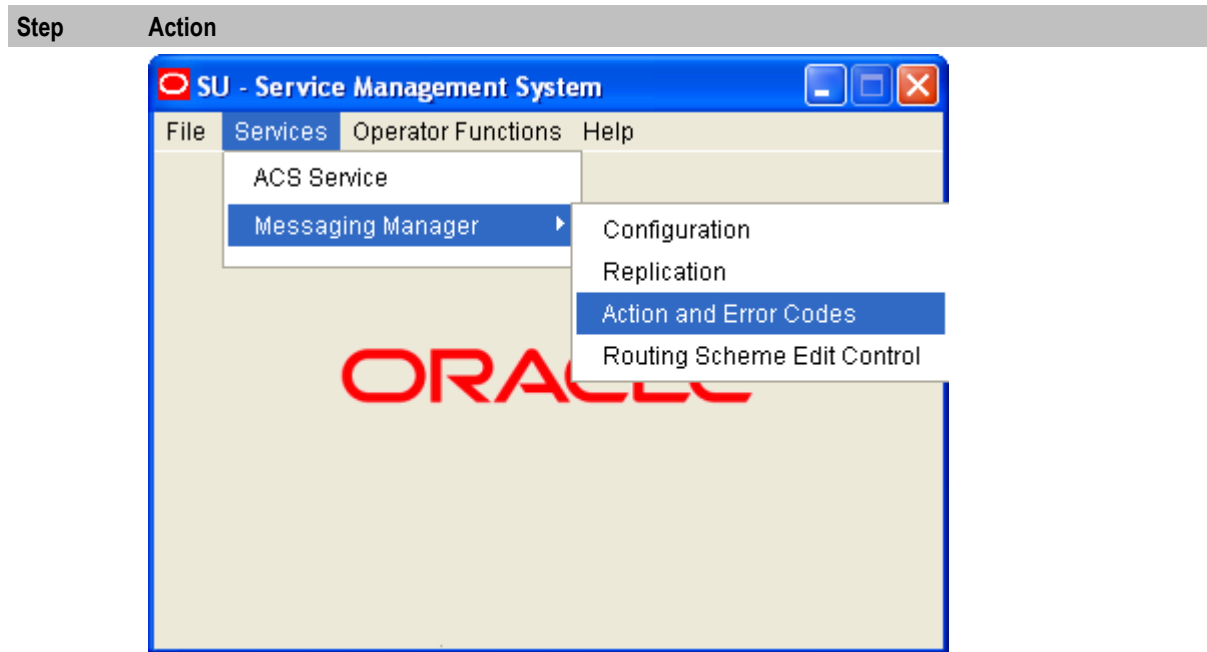 Step Action
SU - Service Management System
File Services Operator Functions Help
ACS Service
Messaging Manager
Configuration
Replication
Action and Error Codes
Routing Scheme Edit Control
ORACLE